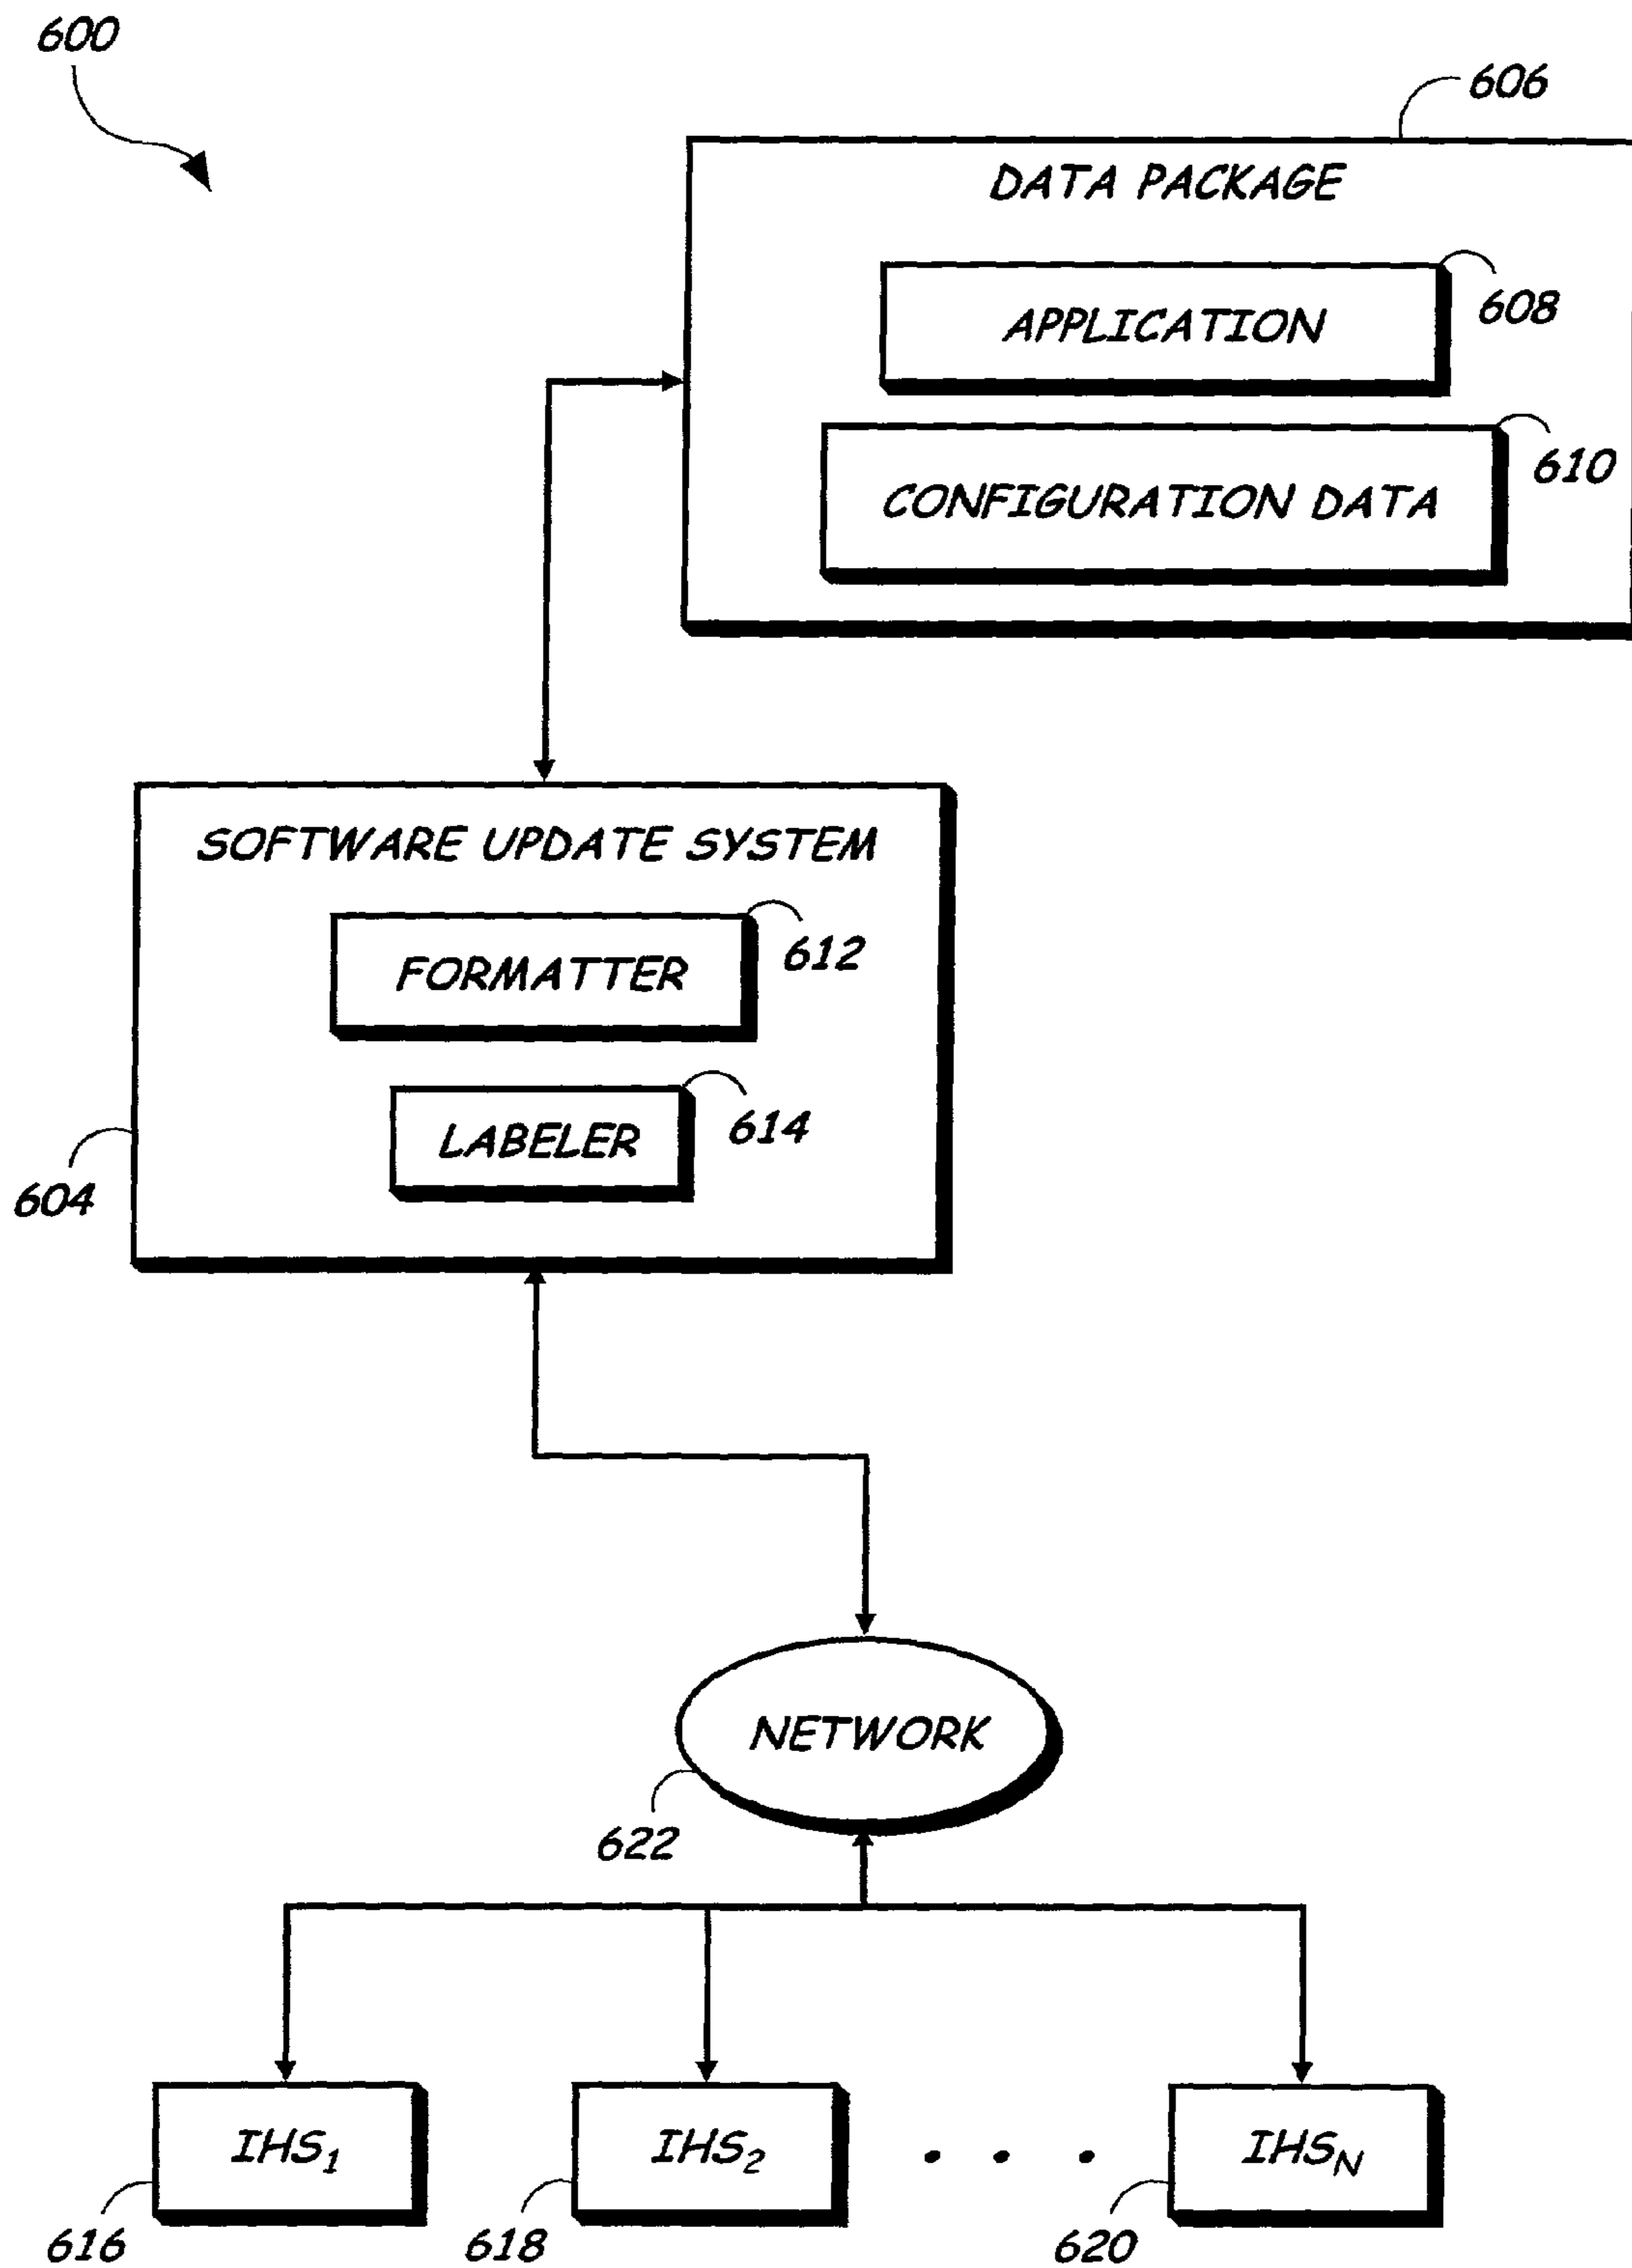 600
606
DATA PACKAGE
APPLICATION
608
CONFIGURATION DATA
610
SOFTWARE UPDATE SYSTEM
FORMATTER
612
LABELER
614
604
NETWORK
622
IHS1
IHS2
. . .
IHSN
616
618
620